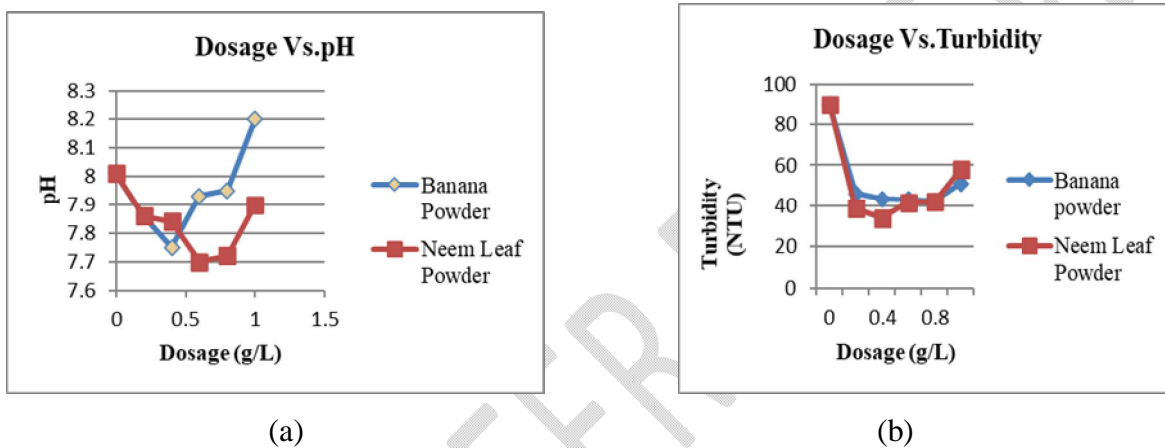 Dosage Vs.pH
8.3
8.2
8.1
8
7.9
7.8
7.7
7.6
pH
0 0.5 1 1.5
Dosage (g/L)
Banana
Powder
Neem Leaf
Powder
(a)
Dosage Vs.Turbidity
100
80
60
40
20
0
Turbidity
(NTU)
0 0.4 0.8
Dosage (g/L)
Banana
powder
Neem Leaf
Powder
(b)